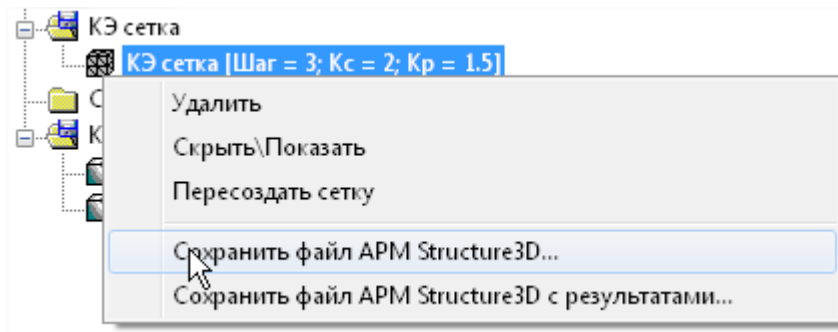 КЭ сетка
КЭ сетка [Шаг = 3; Кс = 2; Кр = 1.5]
С
Удалить
К
Скрыть\Показать
Пересоздать сетку
Сохранить файл APM Structure3D...
Сохранить файл APM Structure3D с результатами...